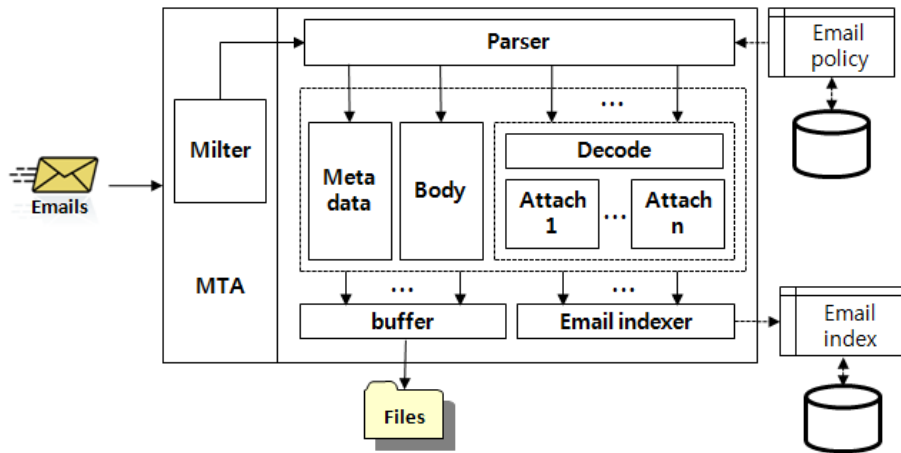 Parser
Email
policy
...
Milter
Decode
Meta
data
Body
Attach
1
...
Attach
n
Emails
MTA
...
...
buffer
Email indexer
Email
index
Files